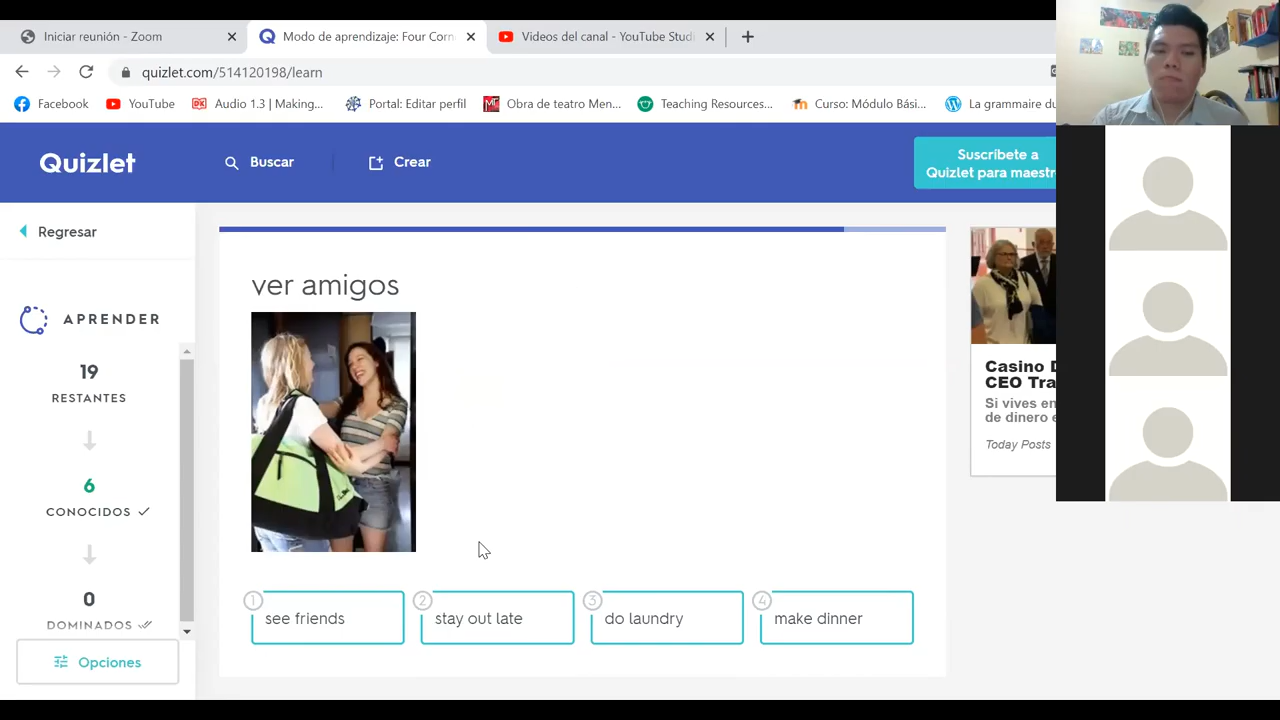 Iniciar reunión - Zoom
Modo de aprendizaje: Four Corn
Videos del canal - YouTube Stud
quizlet.com/514120198/learn
Facebook
YouTube
Audio 1.3 | Making...
Portal: Editar perfil
Obra de teatro Men...
Teaching Resources...
Curso: Módulo Bási...
La grammaire du
Quizlet
Buscar
Crear
Suscríbete a
Quizlet para maestr
Regresar
APRENDER
19
RESTANTES
6
CONOCIDOS
0
DOMINADOS
Opciones
ver amigos
1 see friends
2 stay out late
3 do laundry
4 make dinner
Casino D
CEO Tra
Si vives en
de dinero e
Today Posts